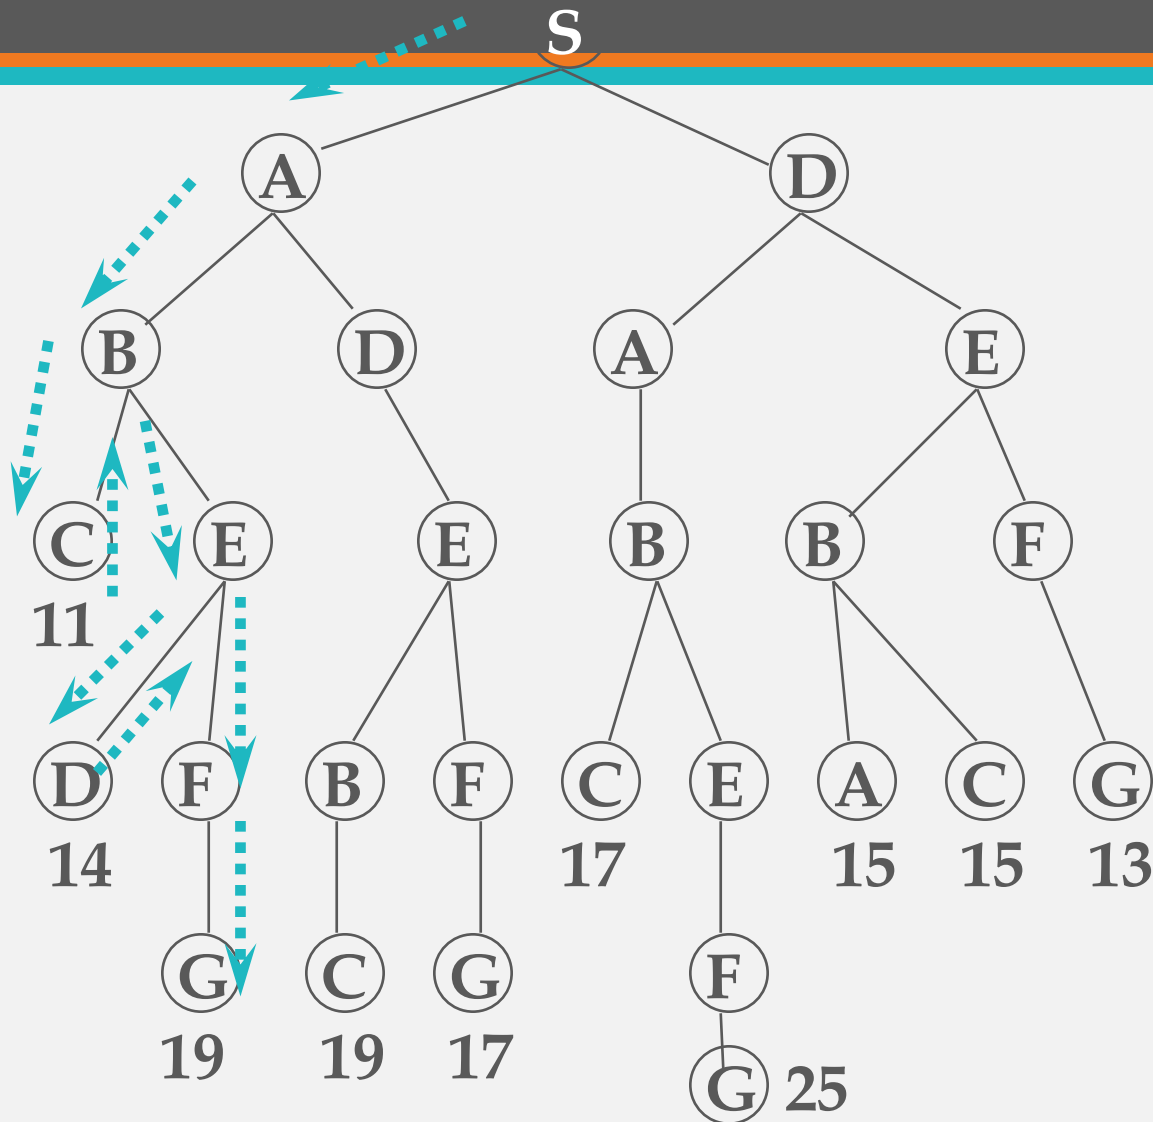 S
A D
B D A E
C E E B B F
11
D F B F C E A C G
14 17 15 15 13
G C G F
19 19 17
G 25